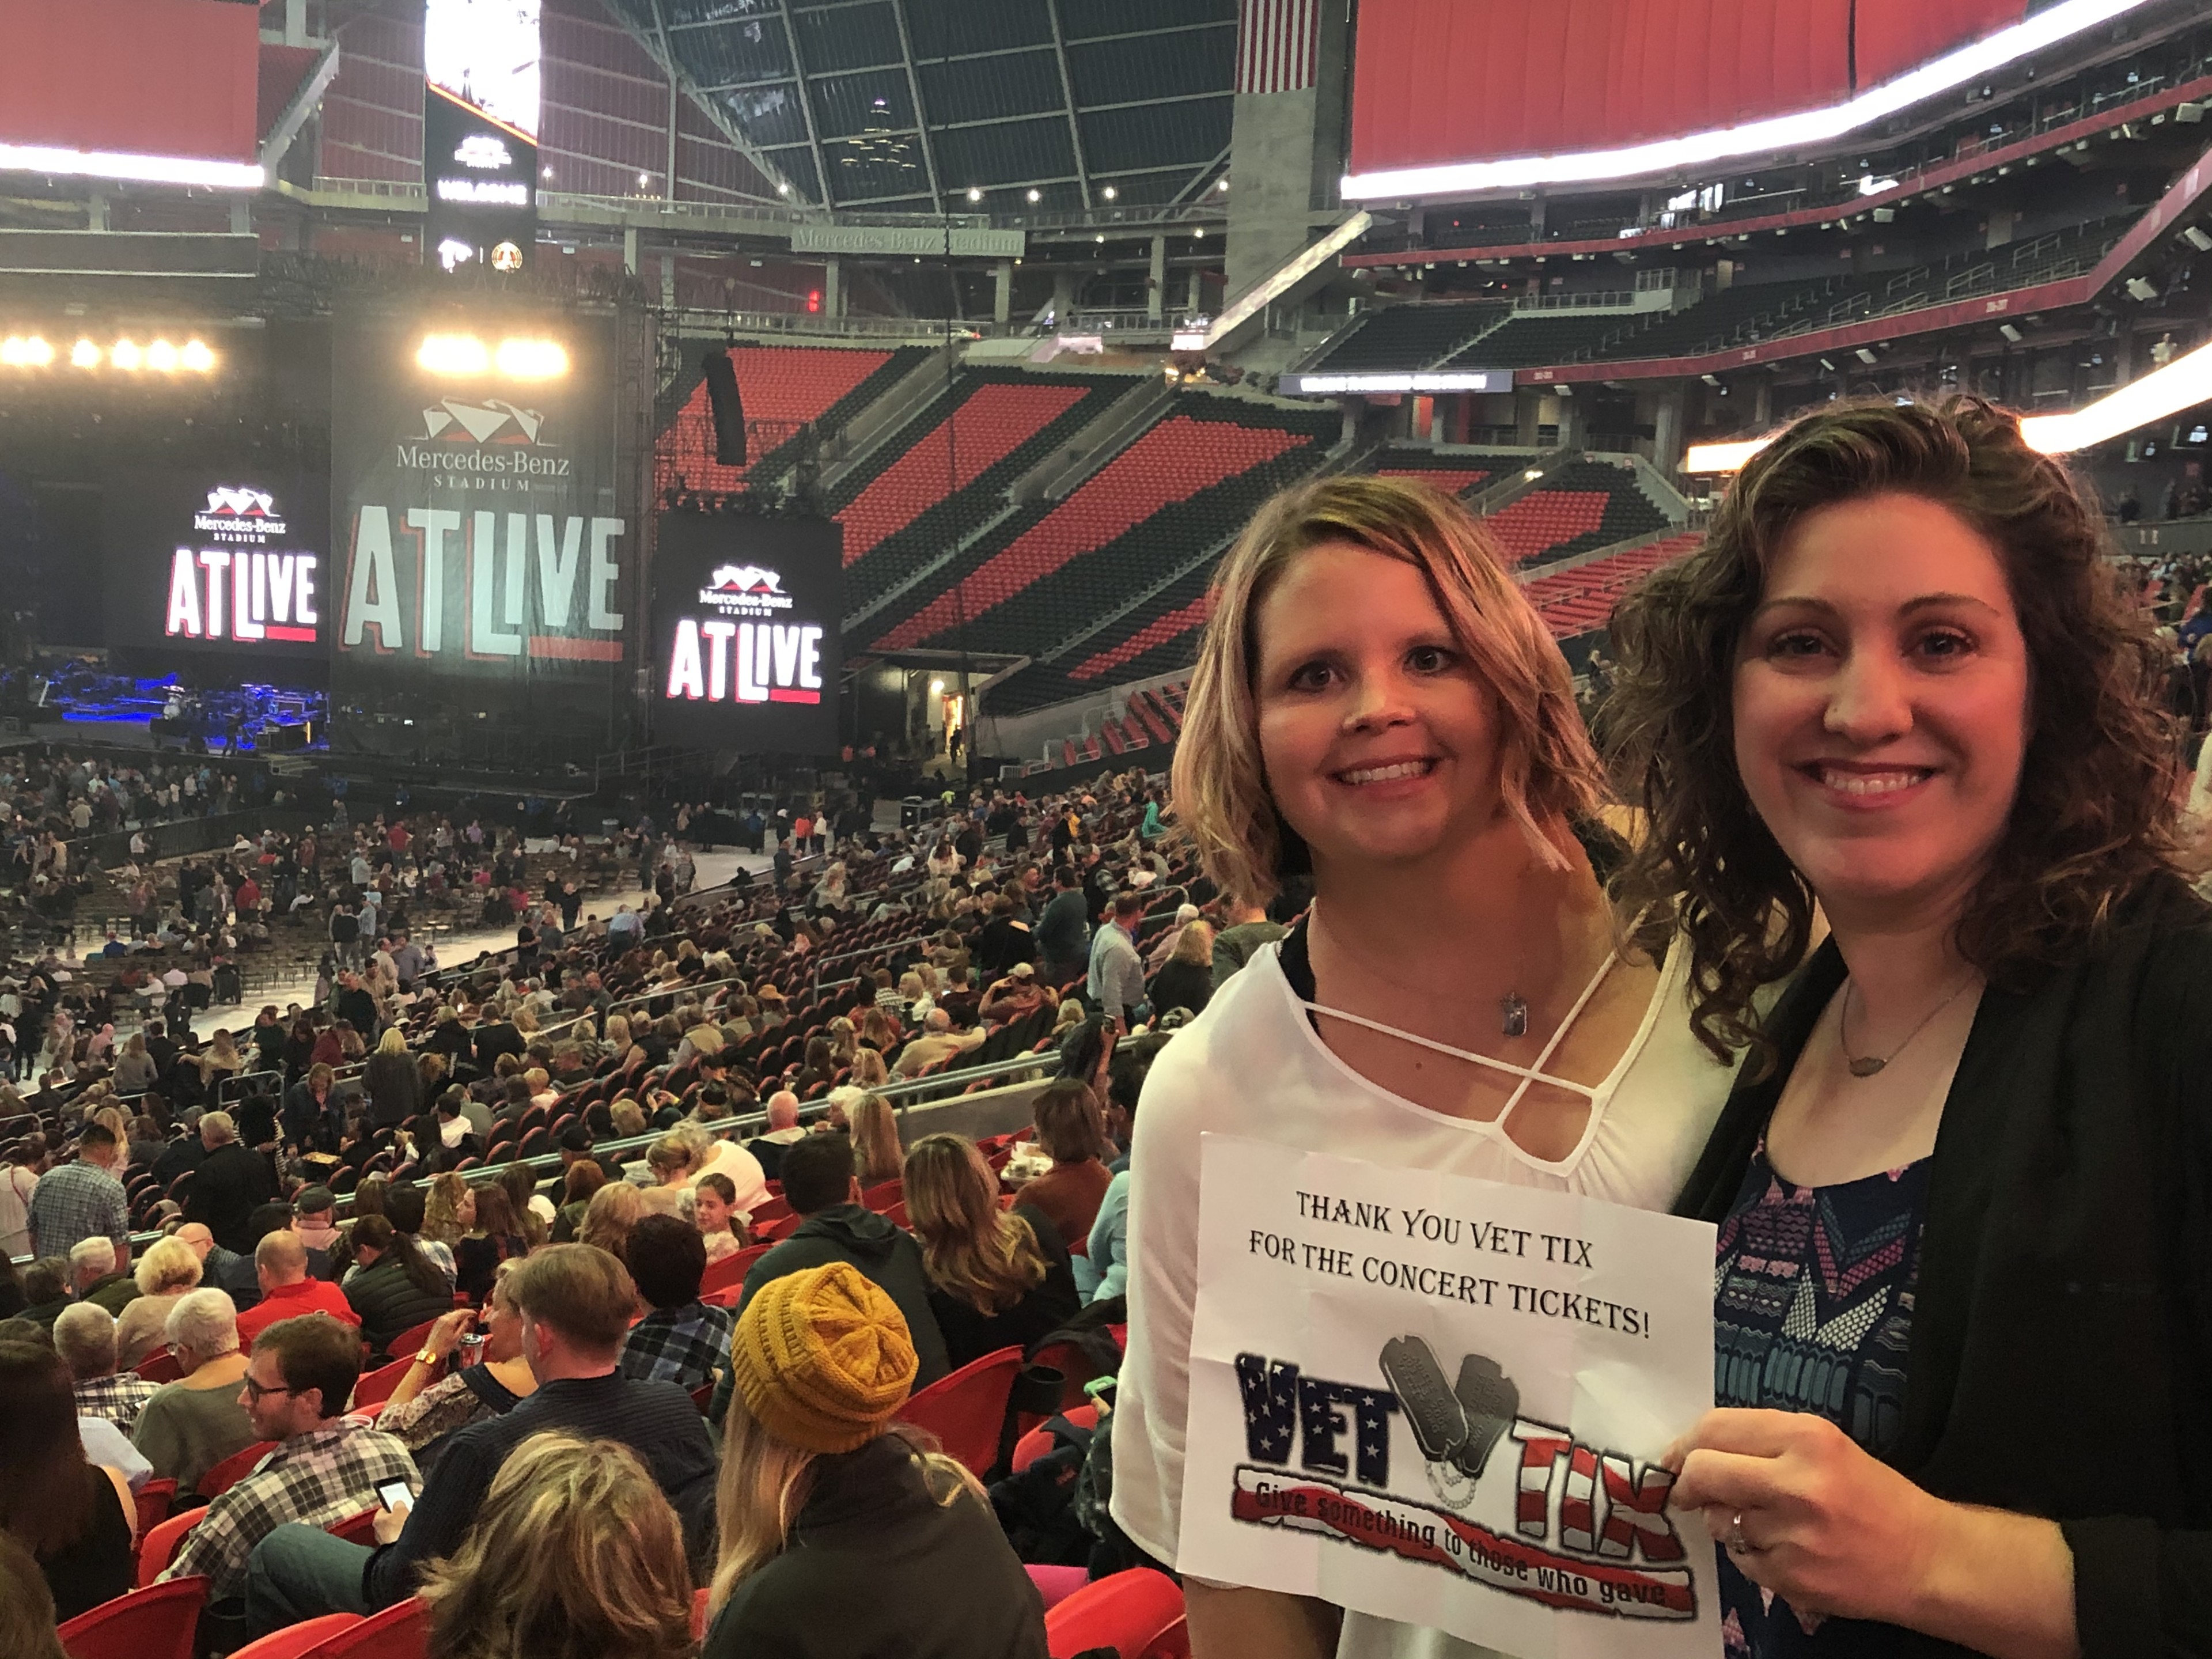 WELCOME
Mercedes-Benz Stadium
Mercedes-Benz
STADIUM
ATLIVE
Mercedes-Benz
STADIUM
ATLIVE
Mercedes-Benz
STADIUM
ATLIVE
THANK YOU VET TIX
FOR THE CONCERT TICKETS!
VET TIX
Give something to those who gave